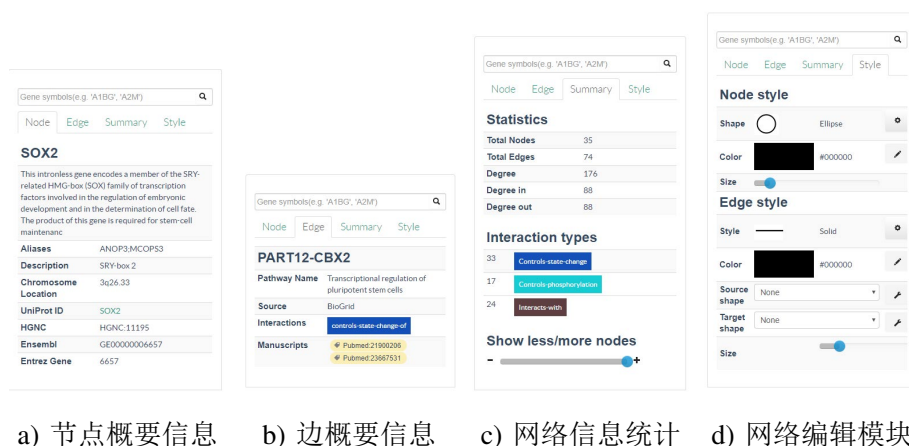 Gene symbols(e.g. 'A1BG', 'A2M')
Node Edge Summary Style
SOX2
This intronless gene encodes a member of the SRY-
related HMG-box (SOX) family of transcription
factors involved in the regulation of embryonic
development and in the determination of cell fate.
The product of this gene is required for stem-cell
maintenanc
Aliases ANOP3;MCOPS3
Description SRY-box 2
Chromosome 3q26.33
Location
UniProt ID SOX2
HGNC HGNC:11195
Ensembl GE00000006657
Entrez Gene 6657
a) 节点概要信息
Gene symbols(e.g. 'A1BG', 'A2M')
Node Edge Summary Style
PART12-CBX2
Pathway Name Transcriptional regulation of
pluripotent stem cells
Source BioGrid
Interactions controls-state-change-of
Manuscripts Pubmed:21900206
Pubmed:23667531
b) 边概要信息
Gene symbols(e.g. 'A1BG', 'A2M')
Node Edge Summary Style
Statistics
Total Nodes 35
Total Edges 74
Degree 176
Degree in 88
Degree out 88
Interaction types
33 Controls-state-change
17 Controls-phosphorylation
24 Interacts-with
Show less/more nodes
- +
c) 网络信息统计
Gene symbols(e.g. 'A1BG', 'A2M')
Node Edge Summary Style
Node style
Shape Ellipse
Color #000000
Size
Edge style
Style Solid
Color #000000
Source None
shape
Target None
shape
Size
d) 网络编辑模块